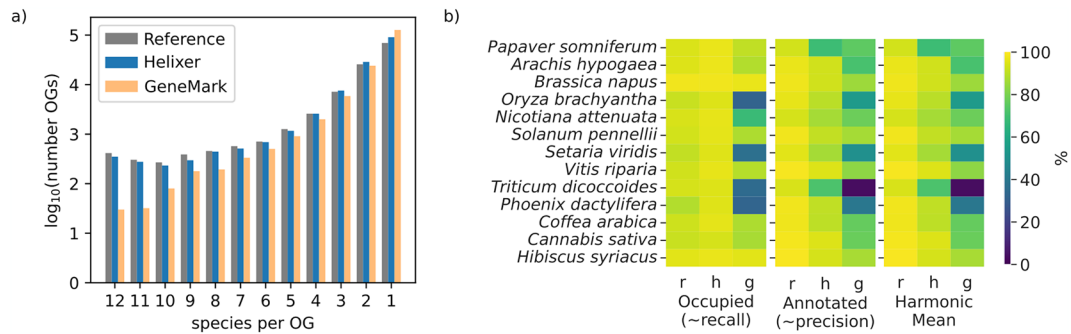 a)
log10(number OGs)
5
4
3
2
1
0
Reference
Helixer
GeneMark
12 11 10 9 8 7 6 5 4 3 2 1
species per OG
b)
Papaver somniferum
Arachis hypogaea
Brassica napus
Oryza brachyantha
Nicotiana attenuata
Solanum pennellii
Setaria viridis
Vitis riparia
Triticum dicoccoides
Phoenix dactylifera
Coffea arabica
Cannabis sativa
Hibiscus syriacus
r h g
Occupied
(~recall)
r h g
Annotated
(~precision)
r h g
Harmonic
Mean
100
80
60
40
20
0
%